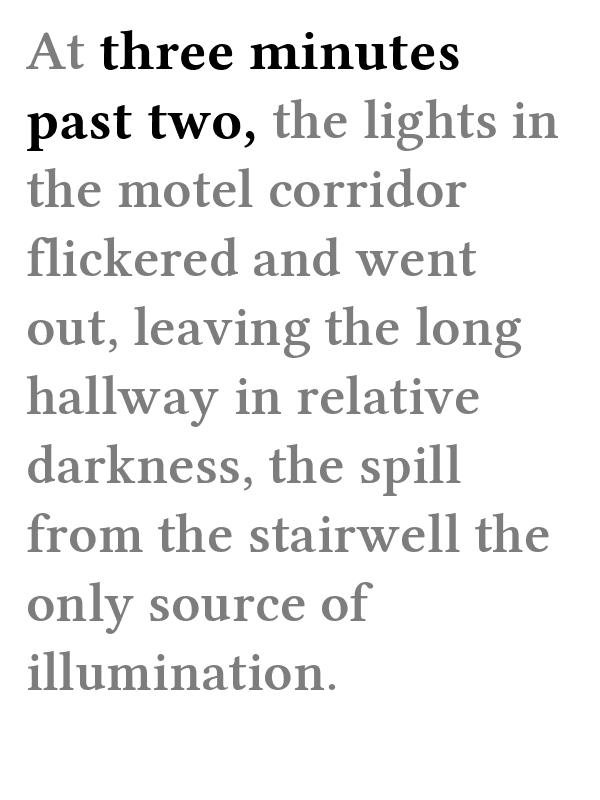 At three minutes
past two, the lights in
the motel corridor
flickered and went
out, leaving the long
hallway in relative
darkness, the spill
from the stairwell the
only source of
illumination.